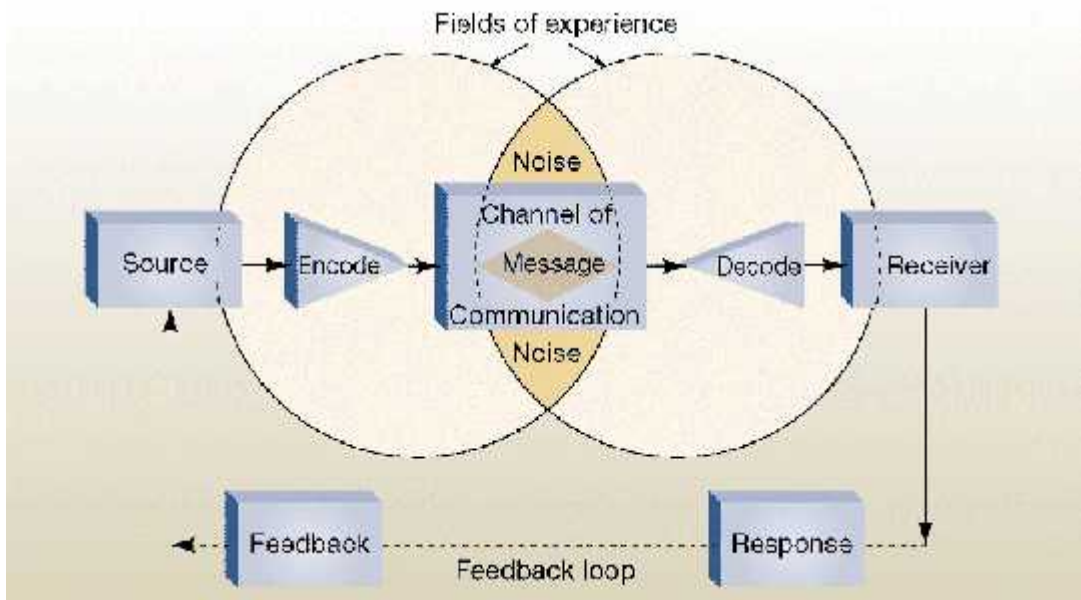 Fields of experience
Noise
Channel of
Source
Encode
Message
Decode
Receiver
Communication
Noise
Feedback
Response
Feedback loop